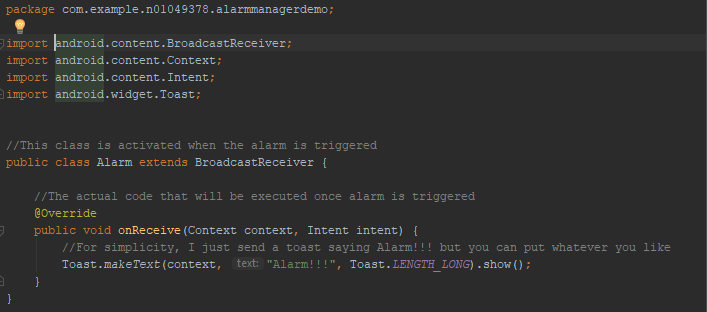 package com.example.n01049378.alarmmanagerdemo;
import android.content.BroadcastReceiver;
import android.content.Context;
import android.content.Intent;
import android.widget.Toast;
//This class is activated when the alarm is triggered
public class Alarm extends BroadcastReceiver {
//The actual code that will be executed once alarm is triggered
@Override
public void onReceive(Context context, Intent intent) {
//For simplicity, I just send a toast saying Alarm!!! but you can put whatever you like
Toast.makeText(context, text: "Alarm!!!", Toast.LENGTH_LONG).show();
}
}